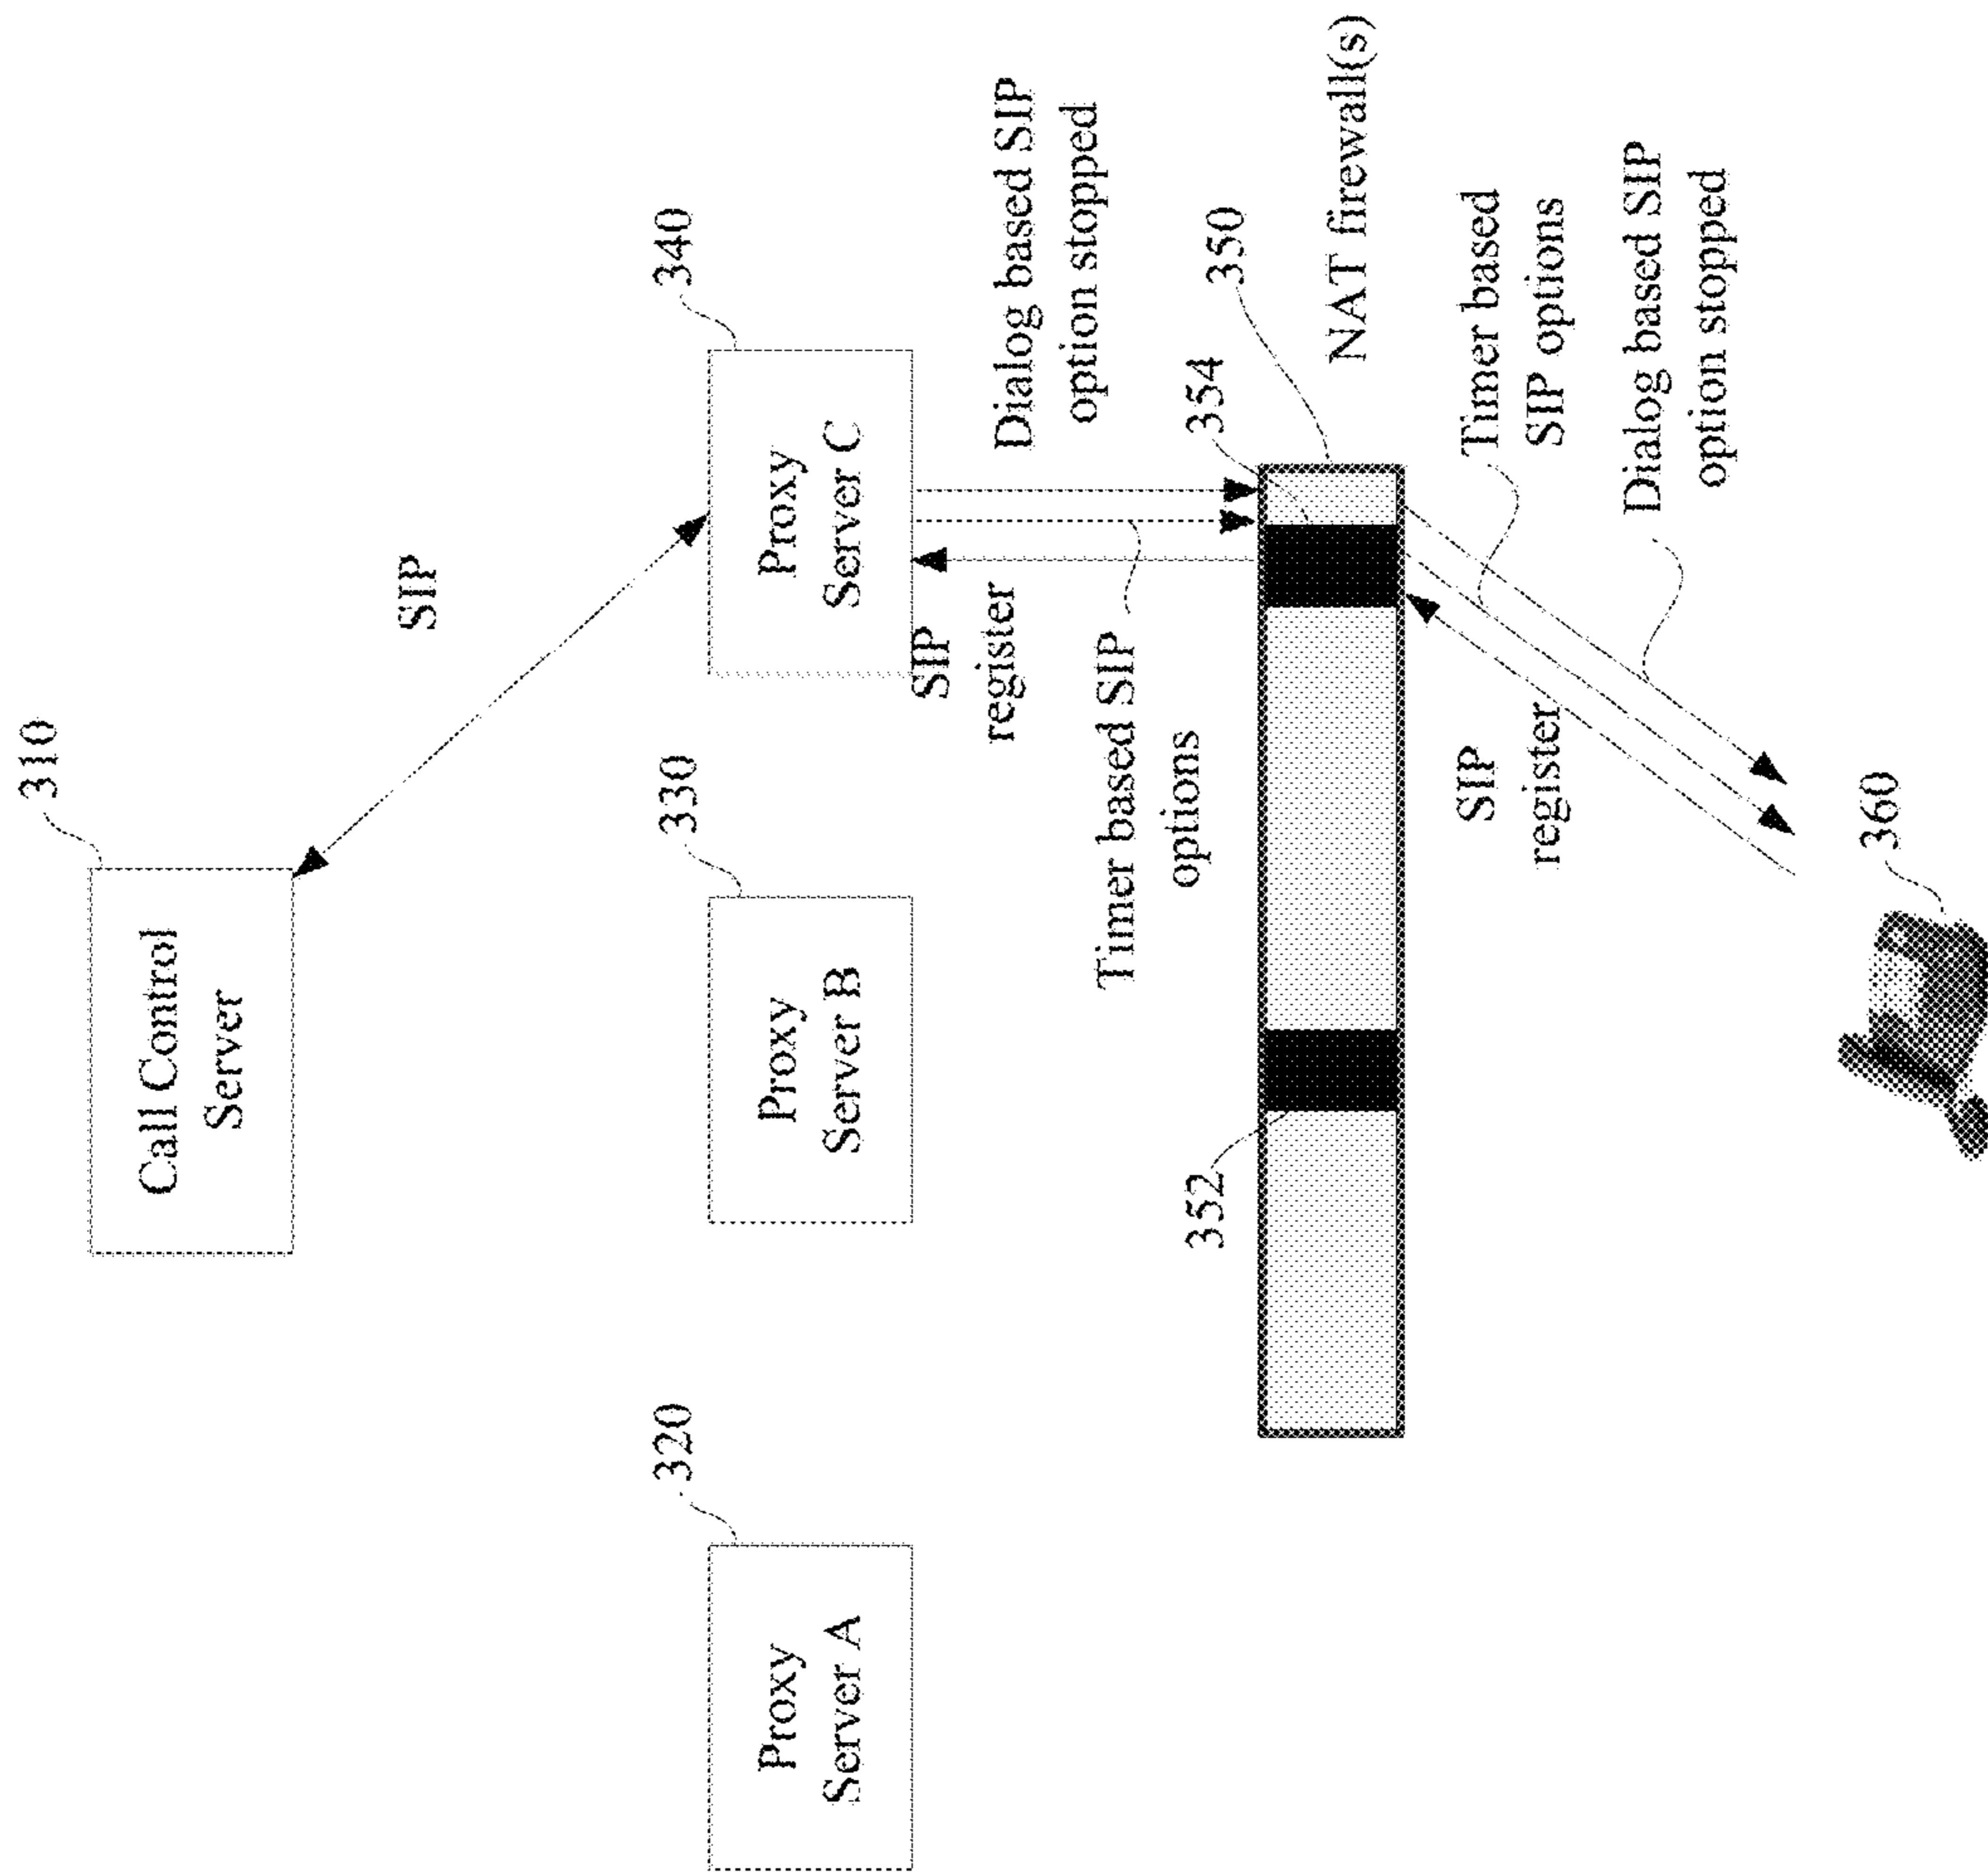 310
Call Control
Server
SIP
320
Proxy
Server A
330
Proxy
Server B
340
Proxy
Server C
SIP
register
Dialog based SIP
option stopped
Timer based SIP
options
352
354
350
NAT firewall(s)
SIP
register
Timer based
SIP options
Dialog based SIP
option stopped
360